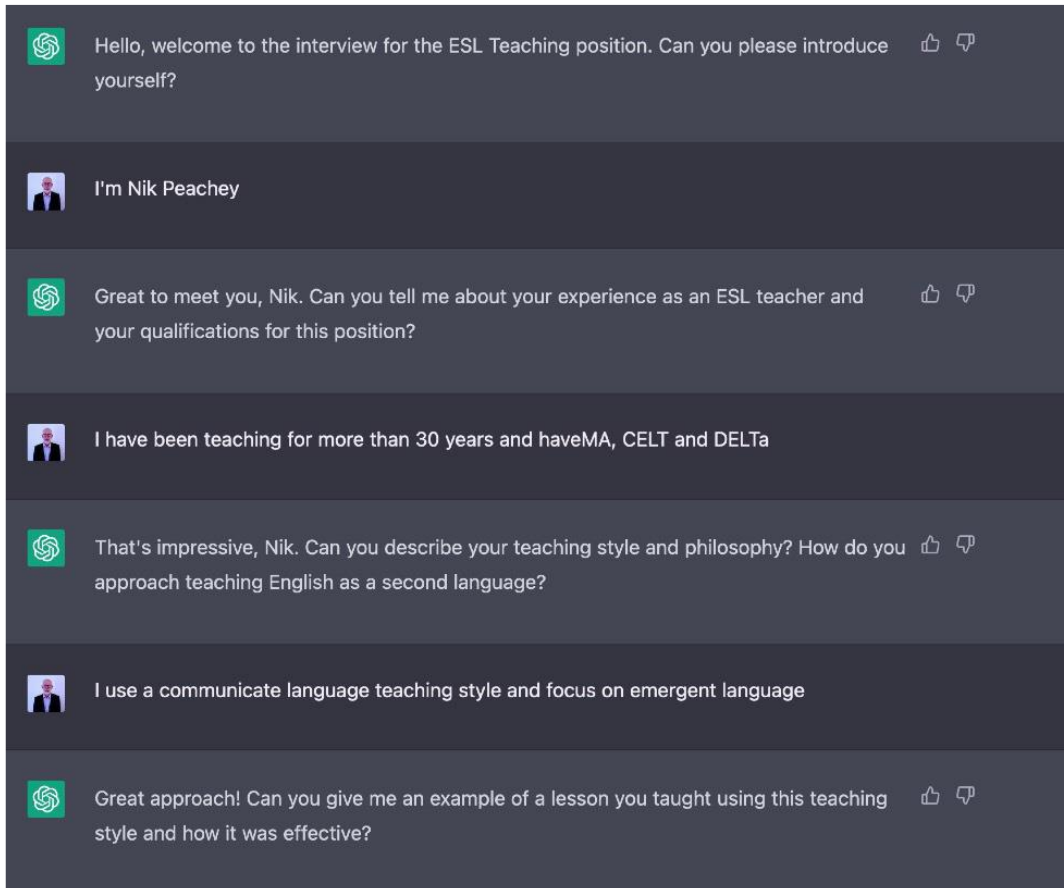 Hello, welcome to the interview for the ESL Teaching position. Can you please introduce
yourself?
I'm Nik Peachey
Great to meet you, Nik. Can you tell me about your experience as an ESL teacher and
your qualifications for this position?
I have been teaching for more than 30 years and haveMA, CELT and DELTa
That's impressive, Nik. Can you describe your teaching style and philosophy? How do you
approach teaching English as a second language?
I use a communicate language teaching style and focus on emergent language
Great approach! Can you give me an example of a lesson you taught using this teaching
style and how it was effective?